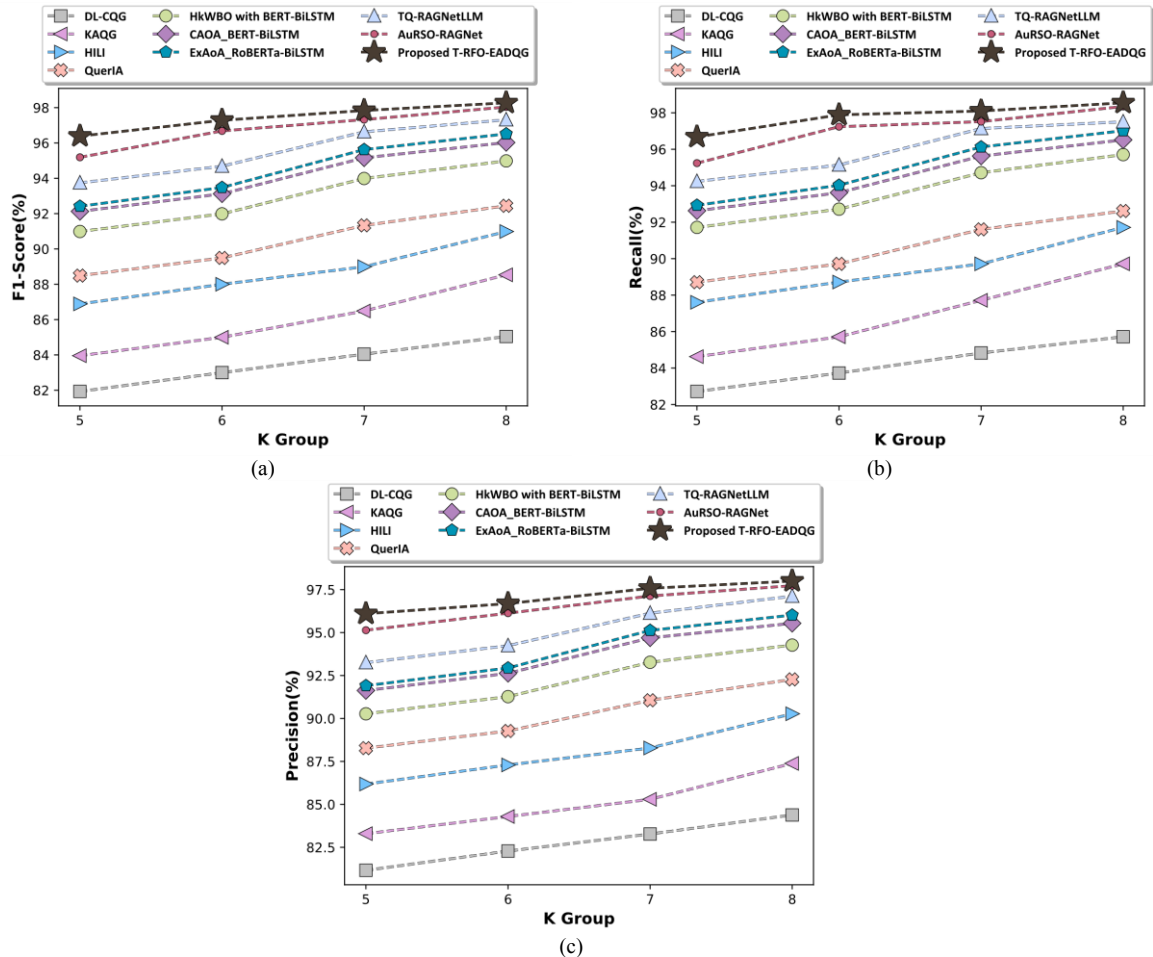 DL-CQG
KAQG
HILI
QuerIA
HkWBO with BERT-BiLSTM
CAOA_BERT-BiLSTM
ExAoA_RoBERTa-BiLSTM
TQ-RAGNetLLM
AuRSO-RAGNet
Proposed T-RFO-EADQG
F1-Score(%)
98
96
94
92
90
88
86
84
82
5 6 7 8
K Group
(a)
DL-CQG
KAQG
HILI
QuerIA
HkWBO with BERT-BiLSTM
CAOA_BERT-BiLSTM
ExAoA_RoBERTa-BiLSTM
TQ-RAGNetLLM
AuRSO-RAGNet
Proposed T-RFO-EADQG
Recall(%)
98
96
94
92
90
88
86
84
82
5 6 7 8
K Group
(b)
DL-CQG
KAQG
HILI
QuerIA
HkWBO with BERT-BiLSTM
CAOA_BERT-BiLSTM
ExAoA_RoBERTa-BiLSTM
TQ-RAGNetLLM
AuRSO-RAGNet
Proposed T-RFO-EADQG
Precision(%)
97.5
95.0
92.5
90.0
87.5
85.0
82.5
5 6 7 8
K Group
(c)